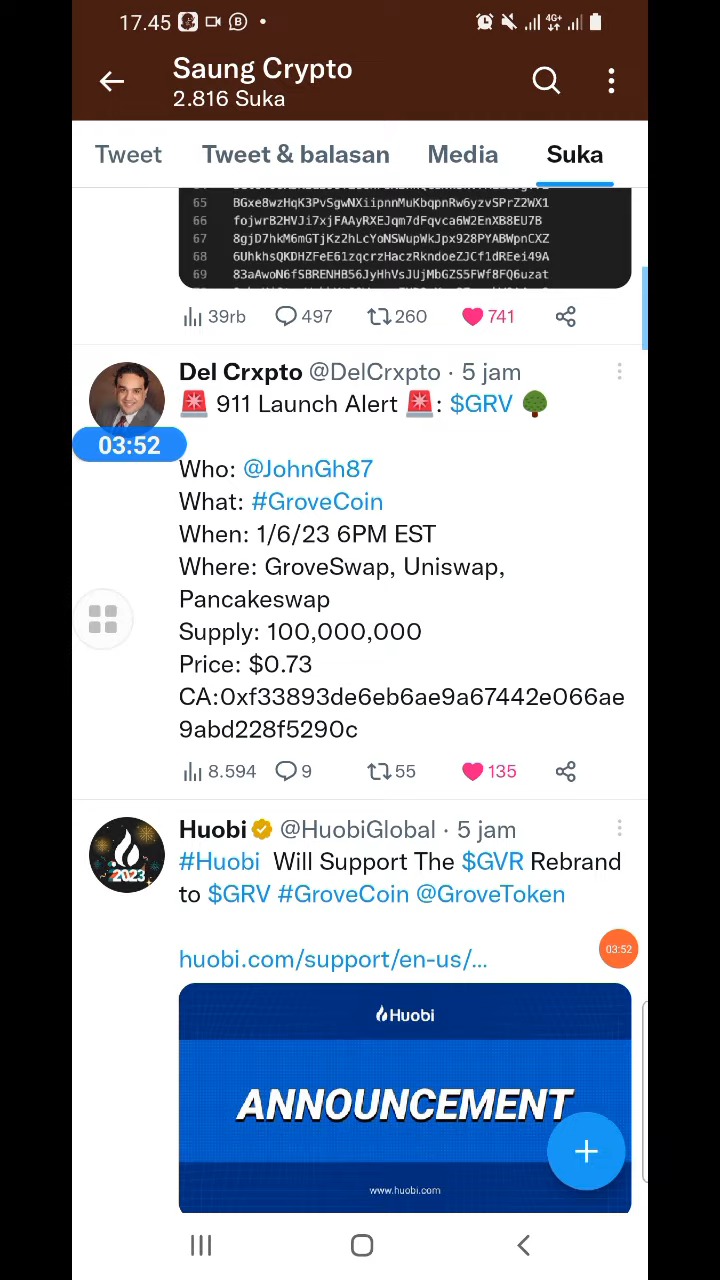 17.45
4G+
Saung Crypto
2.816 Suka
Tweet
Tweet & balasan
Media
Suka
65 BGxe8wzHqK3PvSgwNXiipnnMuKbqpnRw6yzvSPrZ2WX1
66 fojwrB2HVJi7xjFAAyRXEJqm7dFqvca6W2EnXB8EU7B
67 8gjD7hkM6mGTjKz2hLcYoNSWupWkJpx928PYABWpnCXZ
68 6UhkhsQKDHZFeE61zqcrzHaczRkndoeZJCf1dREei49A
69 83aAwoN6fSBRENHB56JyHhVsJUjMbGZS5FWf8FQ6uzat
39rb 497 260 741
Del Crxpto @DelCrxpto · 5 jam
🚨 911 Launch Alert 🚨: $GRV 🌳
03:52
Who: @JohnGh87
What: #GroveCoin
When: 1/6/23 6PM EST
Where: GroveSwap, Uniswap,
Pancakeswap
Supply: 100,000,000
Price: $0.73
CA:0xf33893de6eb6ae9a67442e066ae
9abd228f5290c
8.594 9 55 135
Huobi @HuobiGlobal · 5 jam
#Huobi Will Support The $GVR Rebrand
to $GRV #GroveCoin @GroveToken
03:52
huobi.com/support/en-us/...
2023
Huobi
ANNOUNCEMENT
www.huobi.com